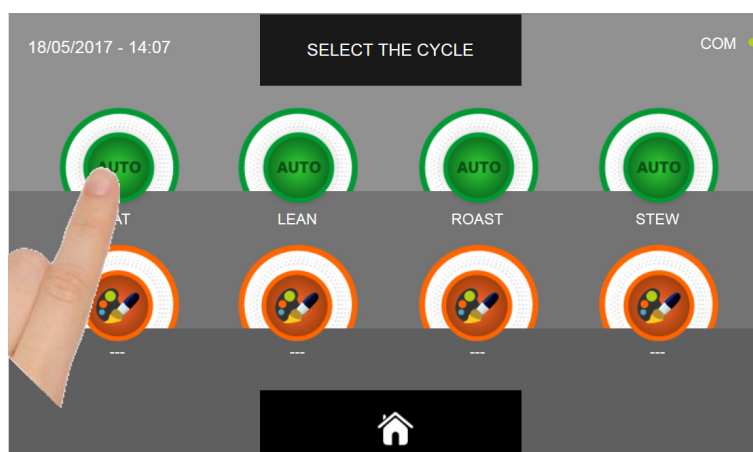 18/05/2017 - 14:07
SELECT THE CYCLE
COM
AUTO
AUTO
AUTO
AUTO
LEAN
ROAST
STEW
---
---
---
---